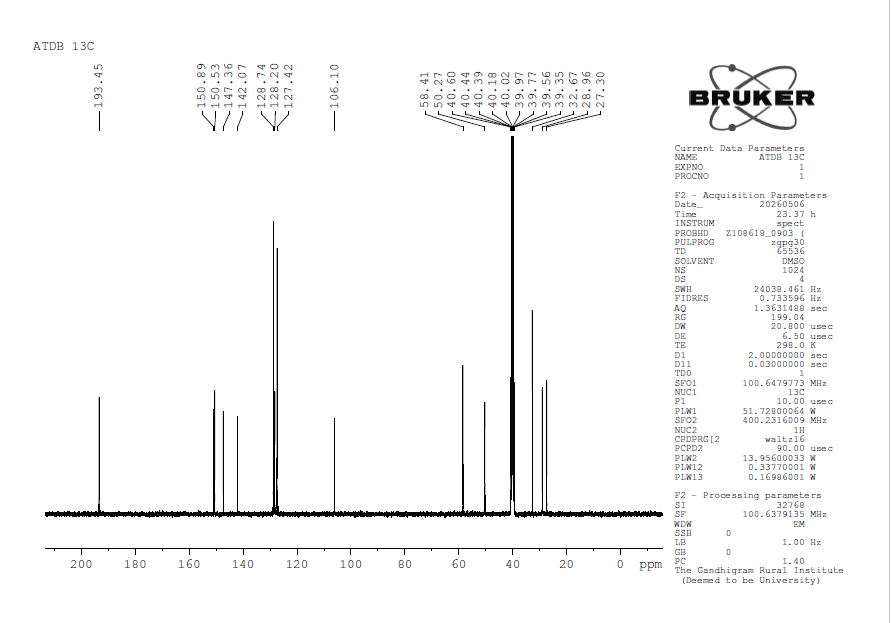 ATDB 13C
193.45
150.89
150.53
147.36
142.07
128.74
128.20
127.42
106.10
58.41
50.27
40.60
40.44
40.39
40.18
40.02
39.97
39.77
39.56
39.35
32.67
28.96
27.30
BRUKER
Current Data Parameters
NAME ATDB 13C
EXPNO 1
PROCNO 1
F2 - Acquisition Parameters
Date_ 20260506
Time 23.37 h
INSTRUM spect
PROBHD Z108618_0903 (
PULPROG zgpg30
TD 65536
SOLVENT DMSO
NS 1024
DS 4
SWH 24038.461 Hz
FIDRES 0.733596 Hz
AQ 1.3631488 sec
RG 199.04
DW 20.800 usec
DE 6.50 usec
TE 298.0 K
D1 2.00000000 sec
D11 0.03000000 sec
TD0 1
SFO1 100.6479773 MHz
NUC1 13C
P1 10.00 usec
PLW1 51.72800064 W
SFO2 400.2316009 MHz
NUC2 1H
CPDPRG[2 waltz16
PCPD2 90.00 usec
PLW2 13.95600033 W
PLW12 0.33770001 W
PLW13 0.16986001 W
F2 - Processing parameters
SI 32768
SF 100.6379135 MHz
WDW EM
SSB 0
LB 1.00 Hz
GB 0
PC 1.40
The Gandhigram Rural Institute
(Deemed to be University)
200 180 160 140 120 100 80 60 40 20 0 ppm